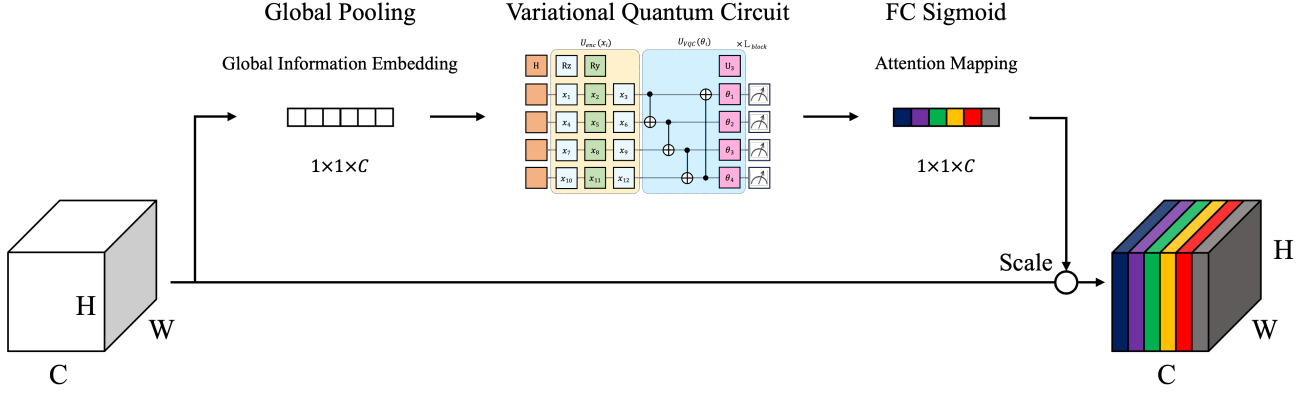 Global Pooling
Variational Quantum Circuit
FC Sigmoid
Global Information Embedding
Attention Mapping
U_enc(x_i)
U_VQC(θ_i)
×L_block
H Rz Ry U_3
x_1 x_2 x_3 θ_1
x_4 x_5 x_6 θ_2
x_7 x_8 x_9 θ_3
x_10 x_11 x_12 θ_4
1×1×C
1×1×C
Scale
H
W
C
H
W
C